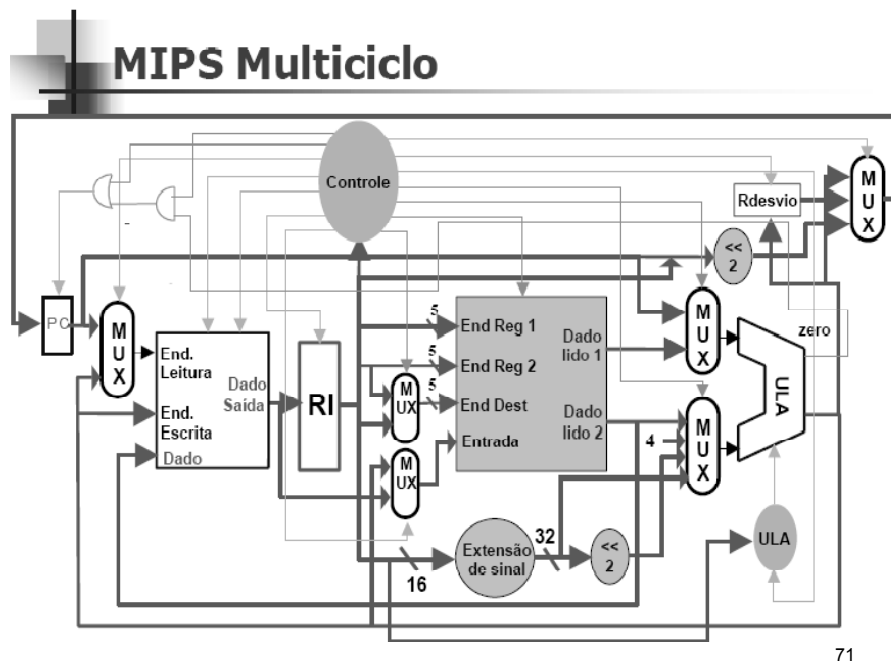 MIPS Multiciclo
Controle
Rdesvio
M
U
X
<<
2
PC
M
U
X
End.
Leitura
Dado
Saída
End.
Escrita
Dado
RI
5
5
5
M
UX
M
UX
End Reg 1
Dado
lido 1
End Reg 2
End Dest
Dado
lido 2
Entrada
M
U
X
4
M
U
X
zero
ULA
ULA
16
Extensão
de sinal
32
<<
2
71